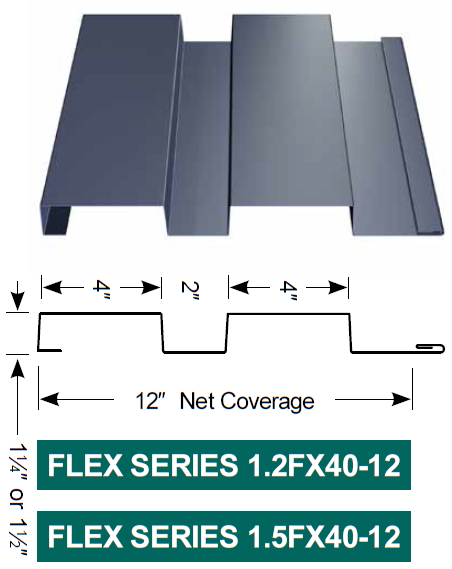 4" 2" 4"
12" Net Coverage
1¼" or 1½"
FLEX SERIES 1.2FX40-12
FLEX SERIES 1.5FX40-12